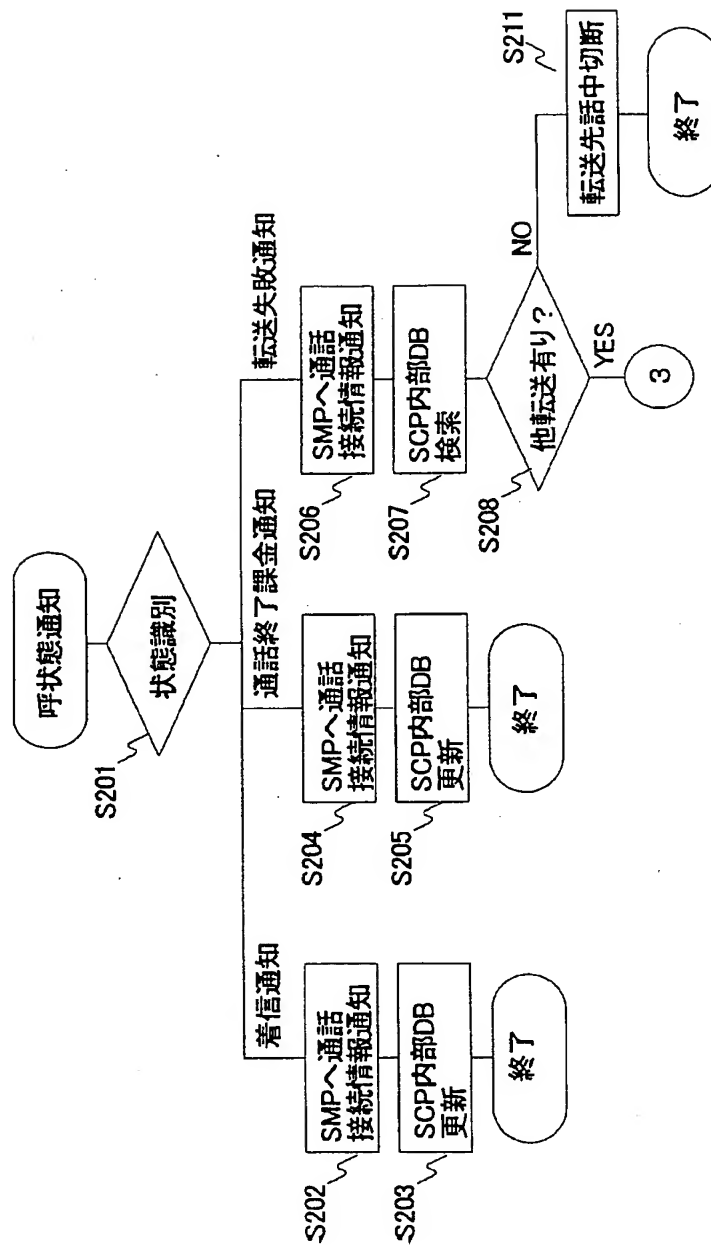 呼状態通知
状態識別
S201
着信通知
SMPへ通話
接続情報通知
S202
SCP内部DB
更新
S203
終了
通話終了課金通知
SMPへ通話
接続情報通知
S204
SCP内部DB
更新
S205
終了
転送失敗通知
SMPへ通話
接続情報通知
S206
SCP内部DB
検索
S207
他転送有り?
S208
YES
3
NO
S211
転送先話中切断
終了